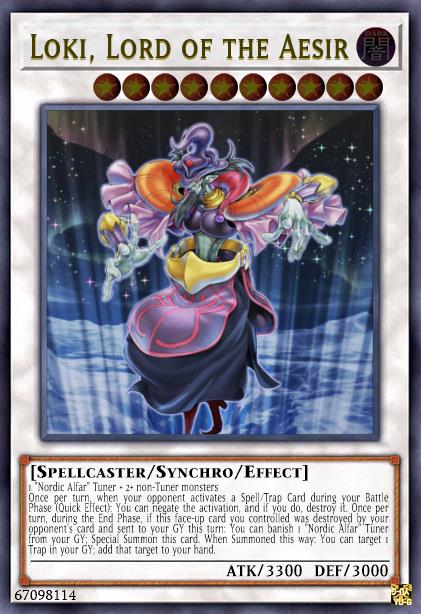 Loki, Lord of the Aesir
DARK
闇
[Spellcaster/Synchro/Effect]
1 "Nordic Alfar" Tuner + 2+ non-Tuner monsters
Once per turn, when your opponent activates a Spell/Trap Card during your Battle
Phase (Quick Effect): You can negate the activation, and if you do, destroy it. Once per
turn, during the End Phase, if this face-up card you controlled was destroyed by your
opponent's card and sent to your GY this turn: You can banish 1 "Nordic Alfar" Tuner
from your GY; Special Summon this card. When Summoned this way: You can target 1
Trap in your GY; add that target to your hand.
ATK/3300 DEF/3000
67098114